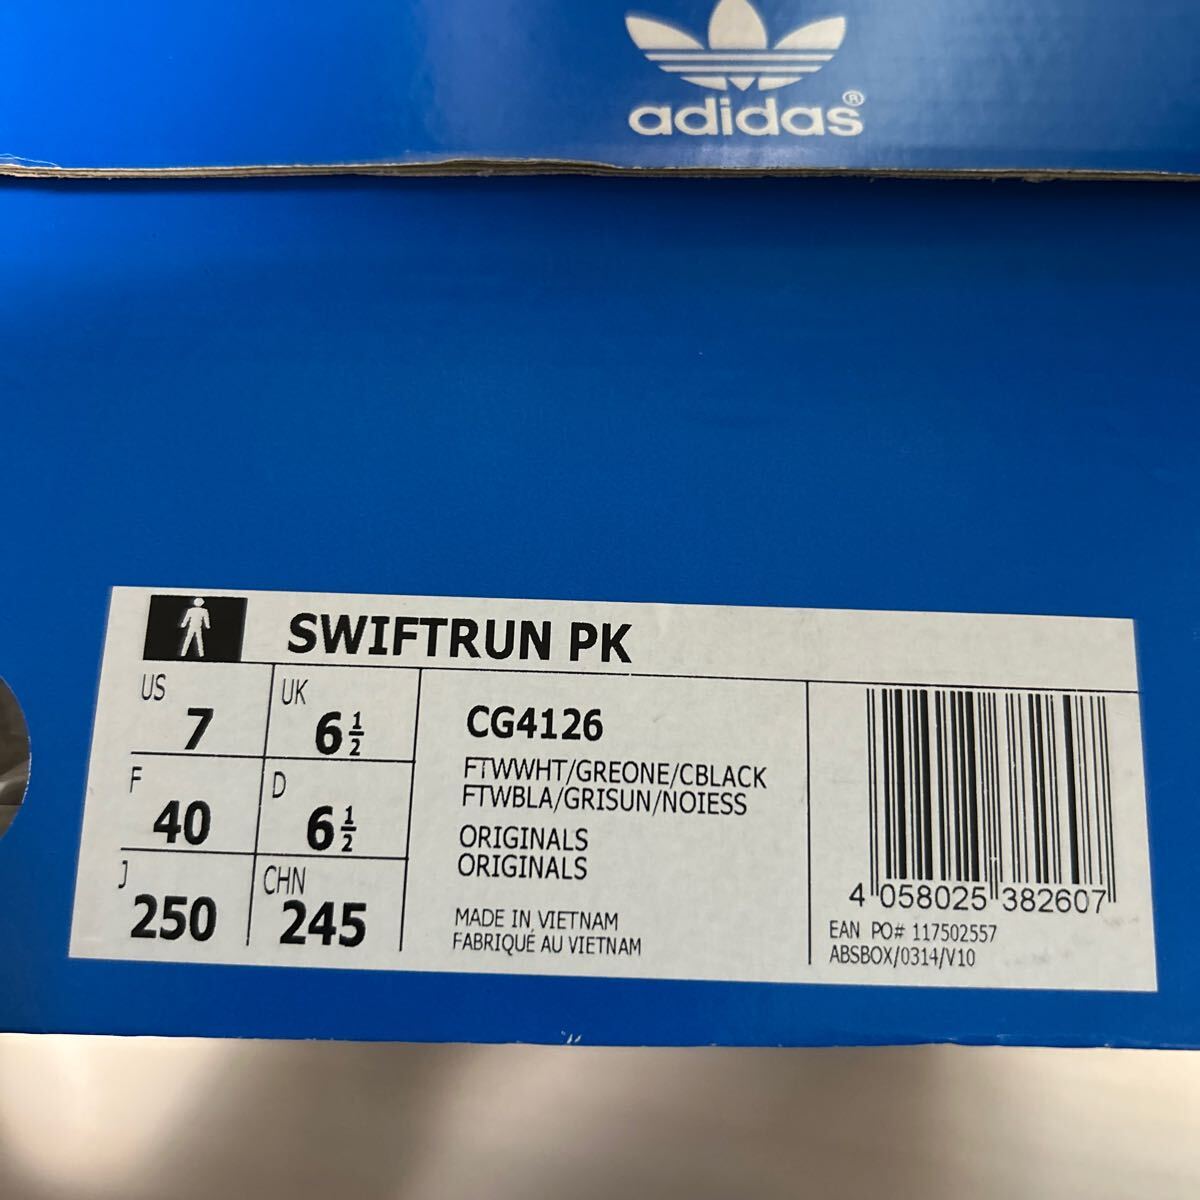 adidas®
SWIFTRUN PK
US 7
UK 6½
F 40
D 6½
J 250
CHN 245
CG4126
FTWWHT/GREONE/CBLACK
FTWBLA/GRISUN/NOIESS
ORIGINALS
ORIGINALS
MADE IN VIETNAM
FABRIQUÉ AU VIETNAM
4 058025 382607
EAN PO# 117502557
ABSBOX/0314/V10